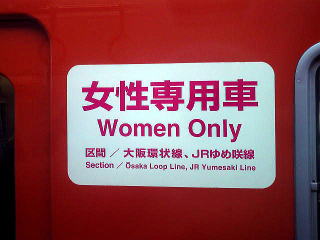 女性専用車
Women Only
区間 ／ 大阪環状線、JRゆめ咲線
Section ／ Osaka Loop Line, JR Yumesaki Line